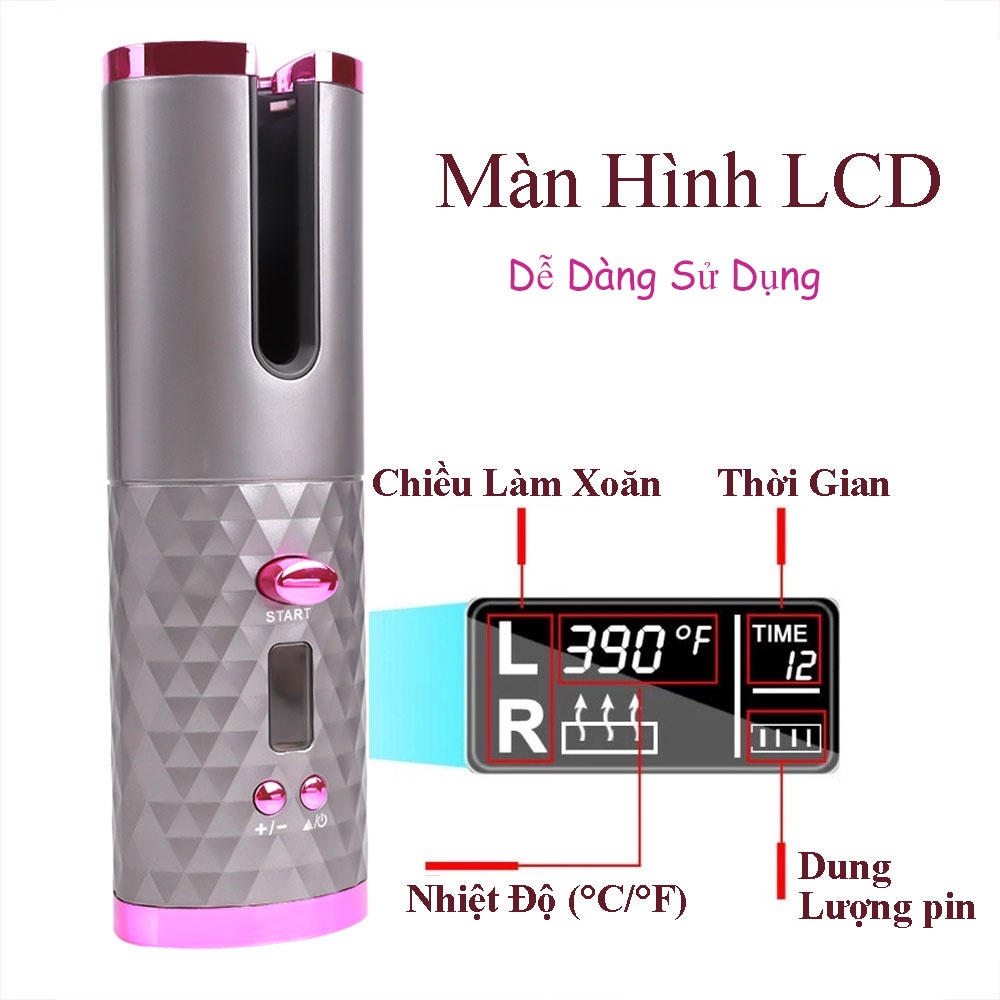 Màn Hình LCD
Dễ Dàng Sử Dụng
Chiều Làm Xoăn
Thời Gian
START
L
R
390 °F
TIME
12
+/-
▲/⏻
Nhiệt Độ (°C/°F)
Dung
Lượng pin